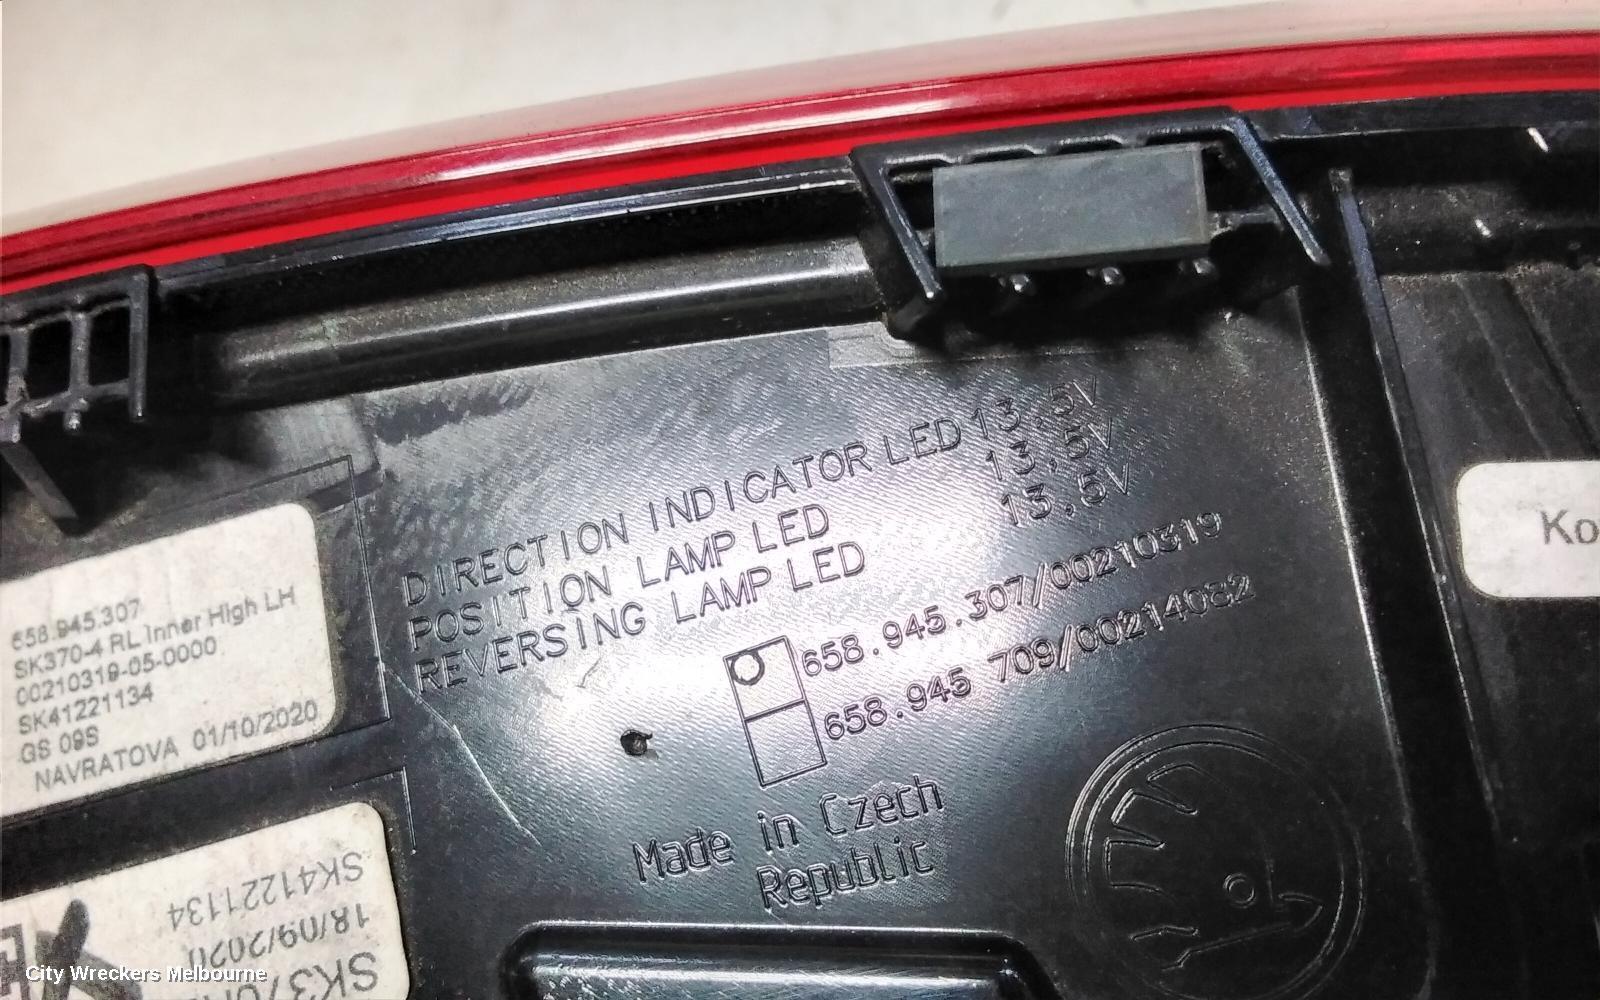 DIRECTION INDICATOR LED 13.5V
POSITION LAMP LED 13.5V
REVERSING LAMP LED 13.5V
658.945.307/00210319
658.945 709/00214082
Made in Czech
Republic
658.945.307
SK370-4 RL Inner High LH
00210319-05-0000
SK41221134
GS 09S
NAVRATOVA 01/10/2020
SK41221134
18/09/2020
Ko
City Wreckers Melbourne